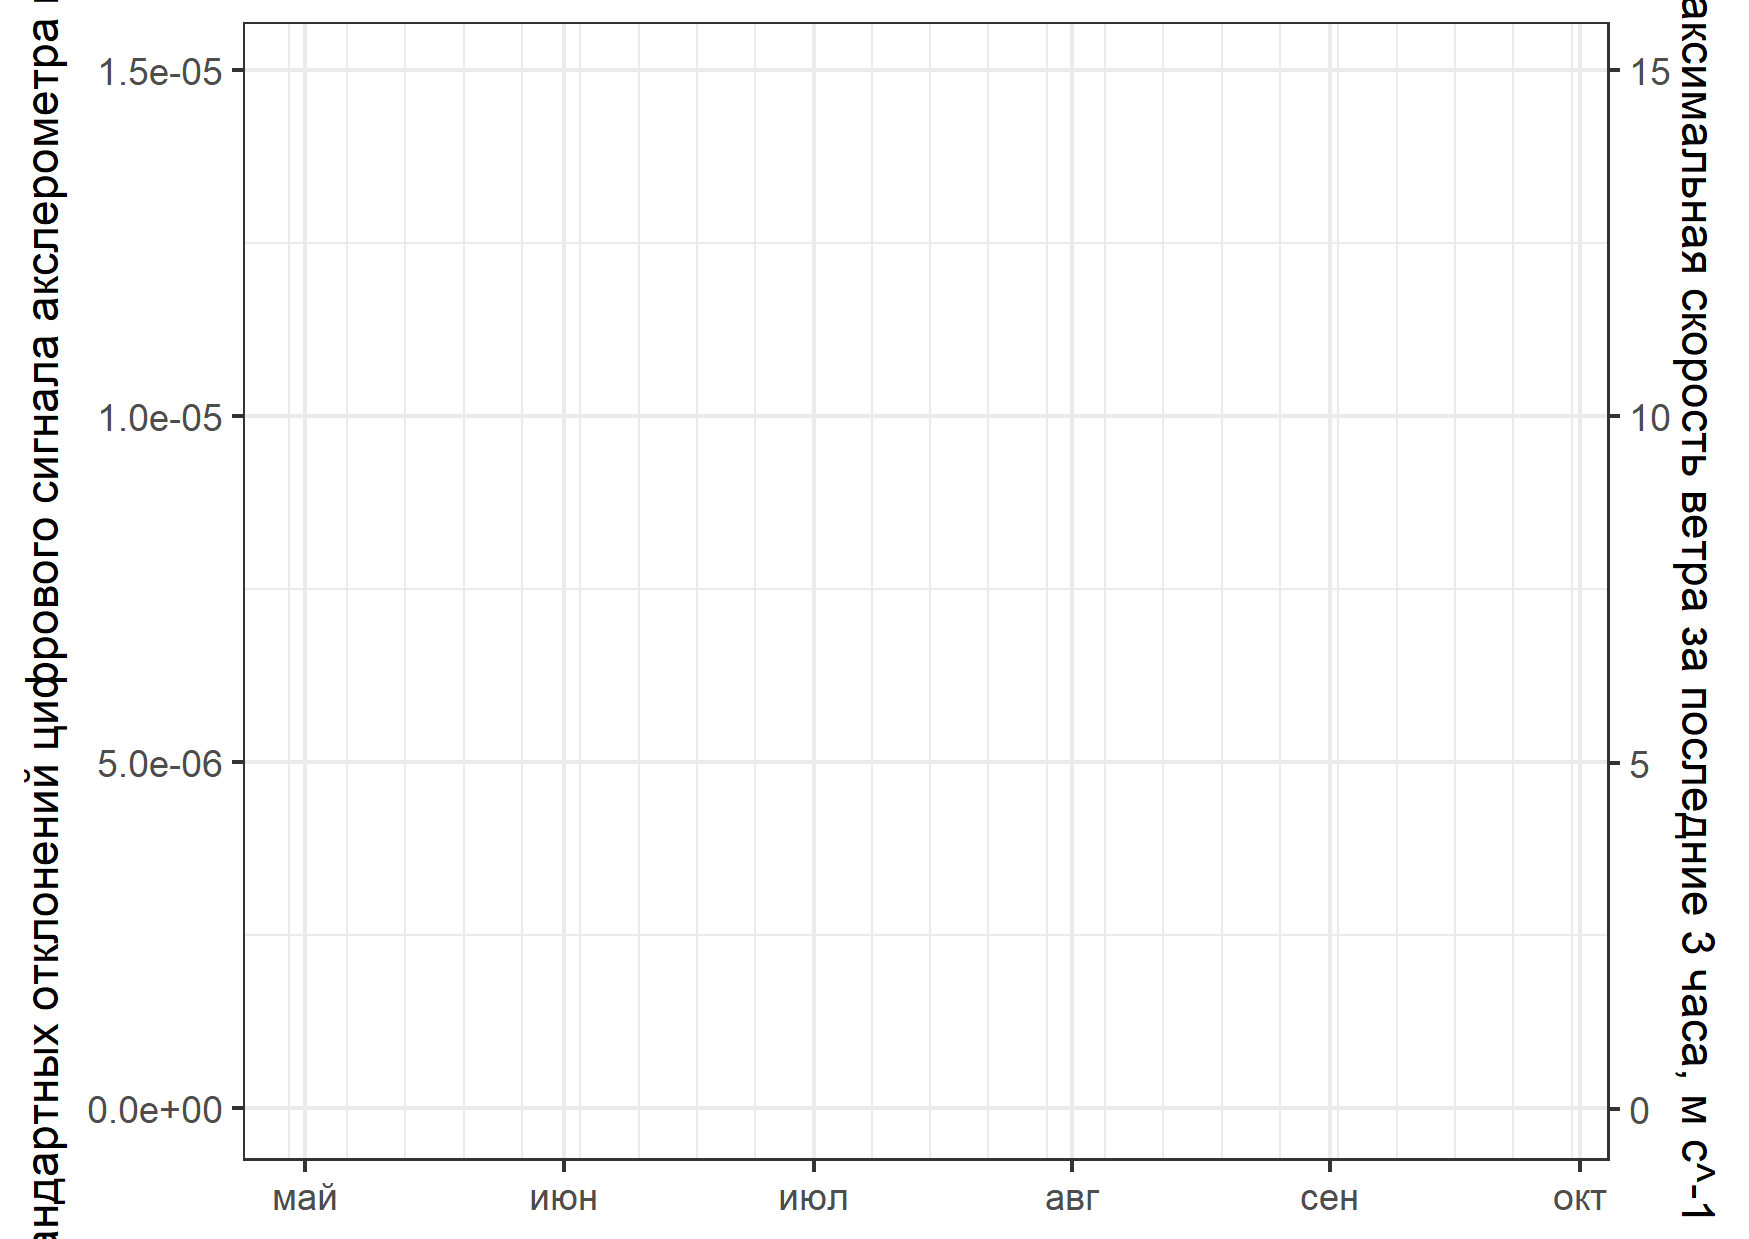 андартных отклонений цифрового сигнала акслерометра
1.5e-05
1.0e-05
5.0e-06
0.0e+00
май июн июл авг сен окт
15
10
5
0
аксимальная скорость ветра за последние 3 часа, м с^-1